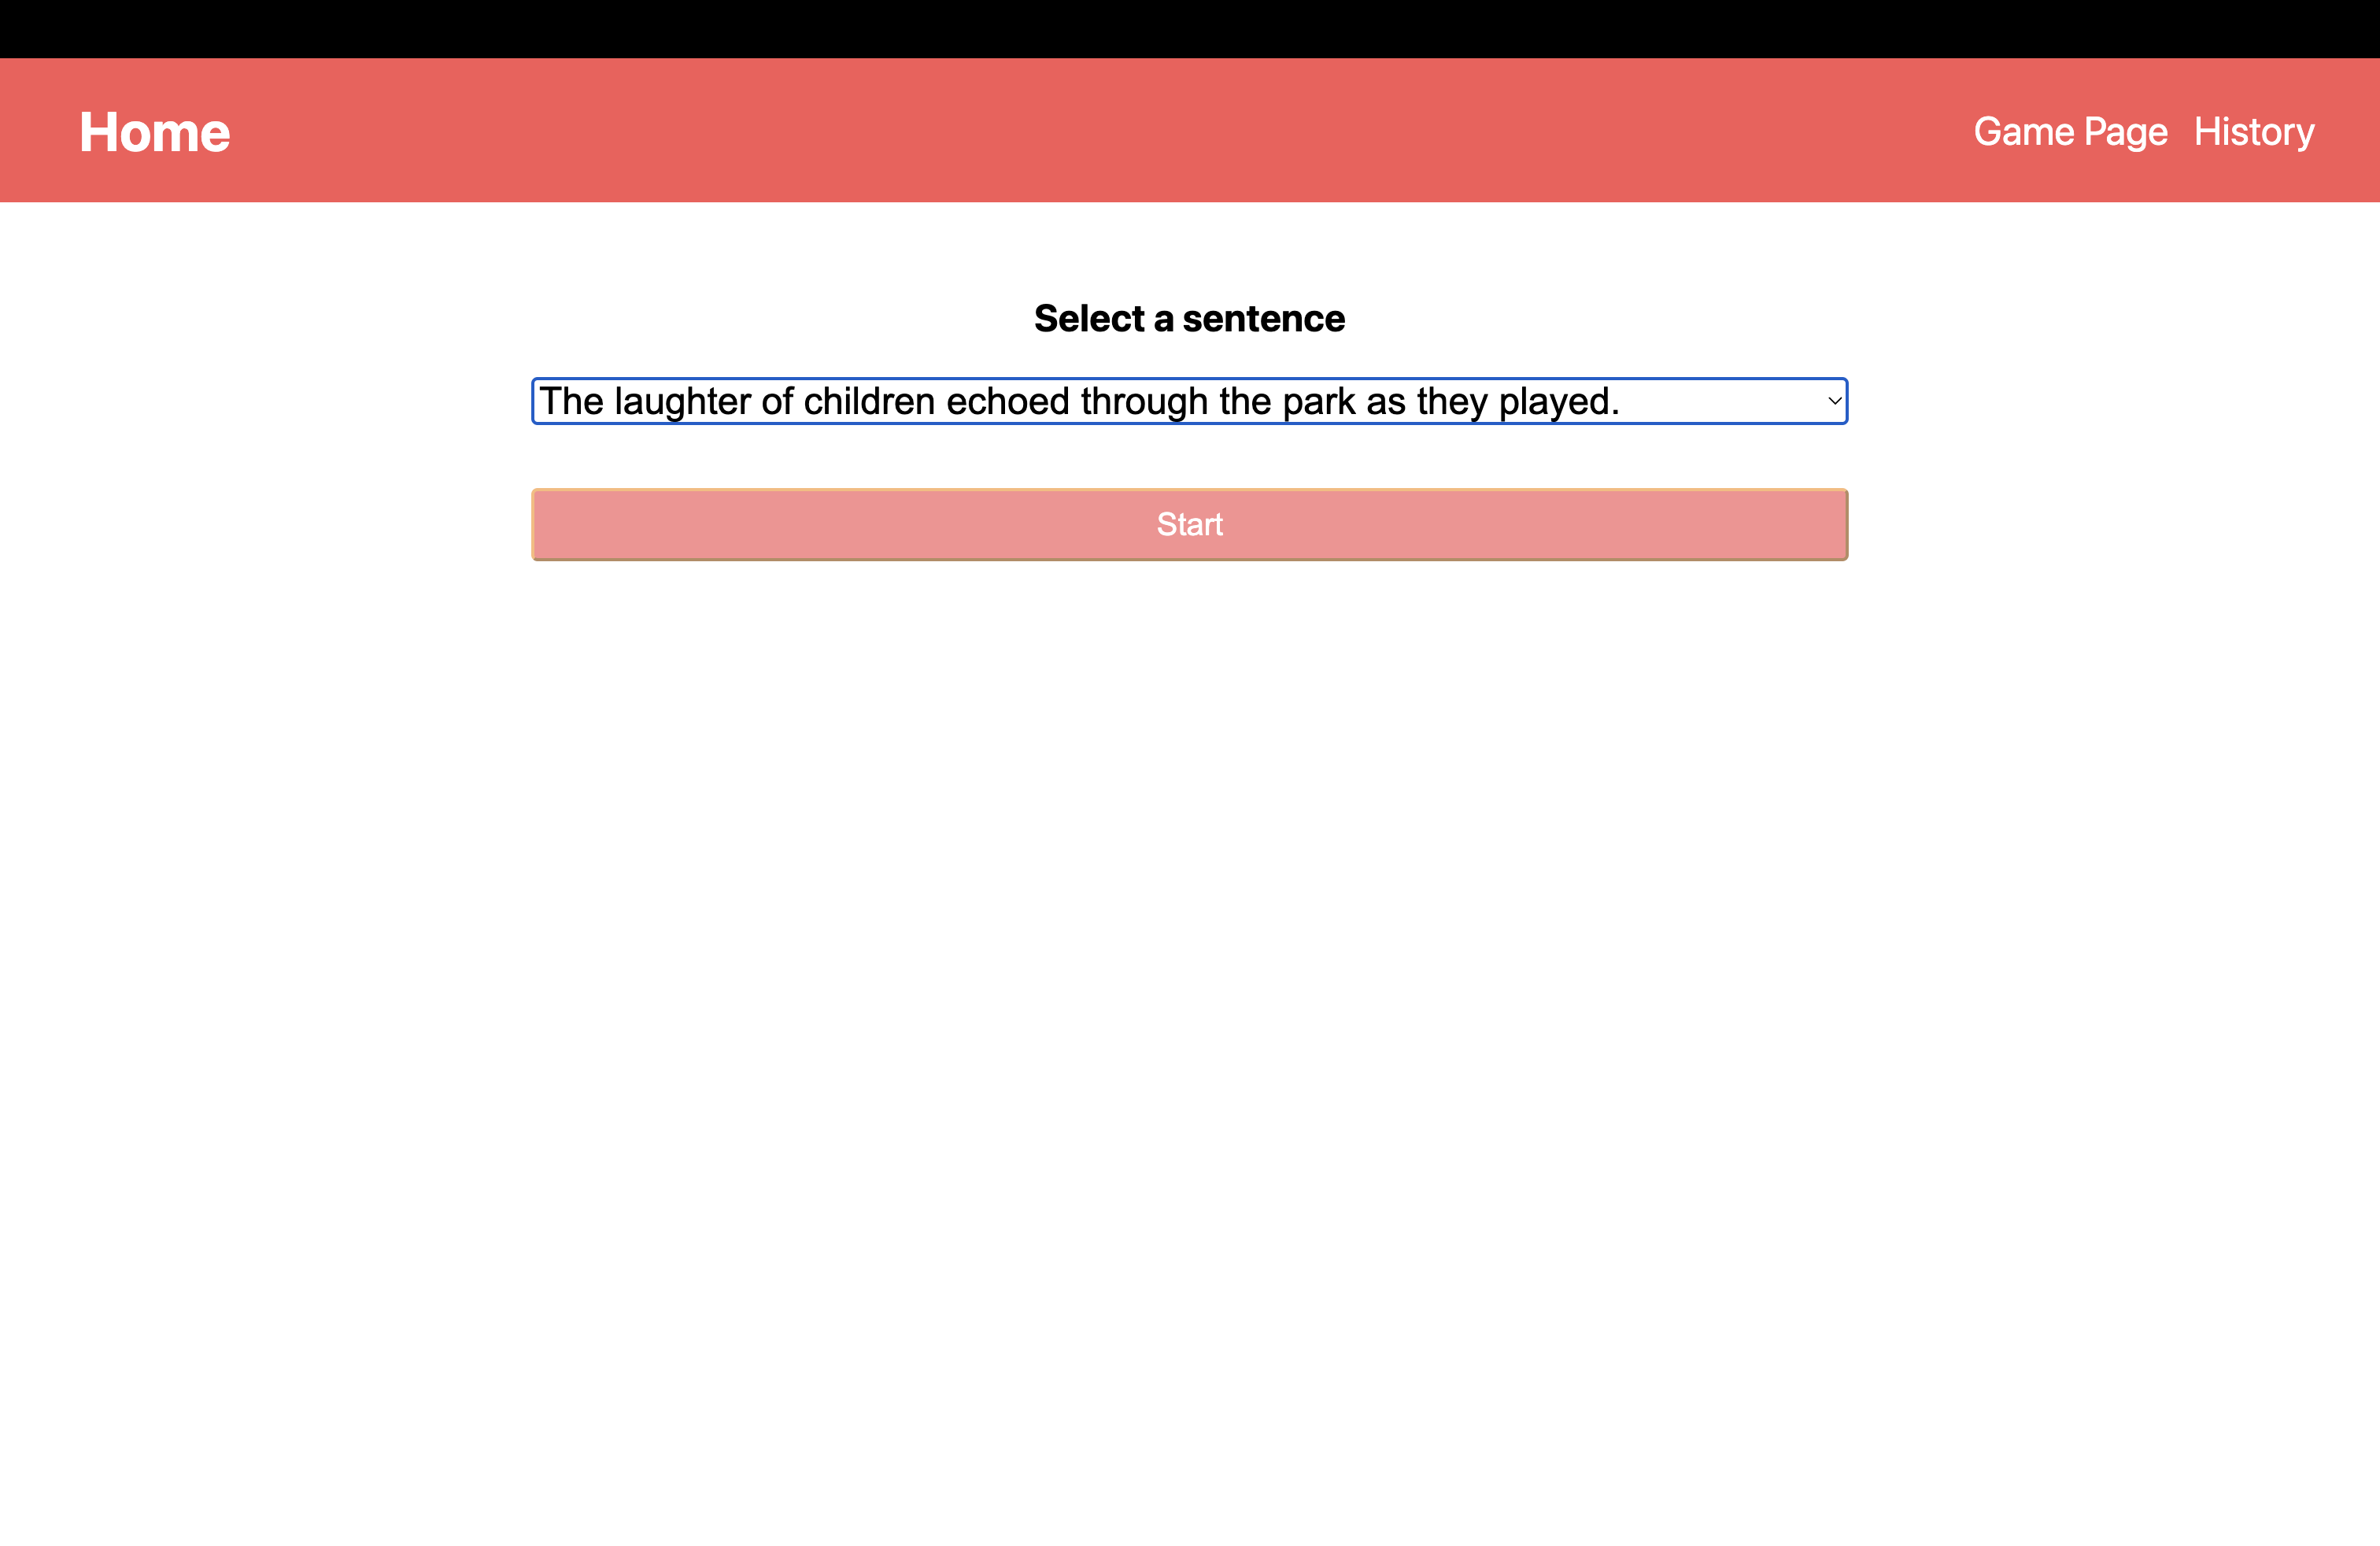 Home
Game Page
History
Select a sentence
The laughter of children echoed through the park as they played.
Start